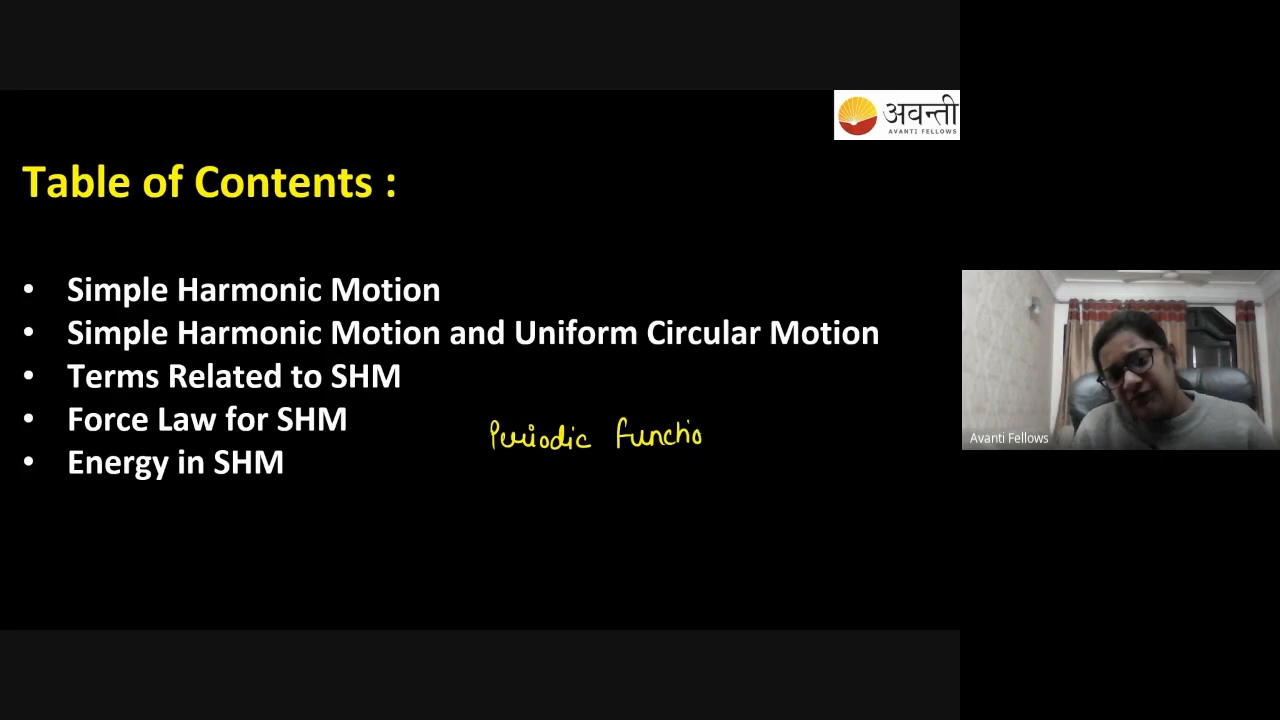 अवन्ती
AVANTI FELLOWS
Table of Contents :
• Simple Harmonic Motion
• Simple Harmonic Motion and Uniform Circular Motion
• Terms Related to SHM
• Force Law for SHM
• Energy in SHM
Periodic Functio
Avanti Fellows